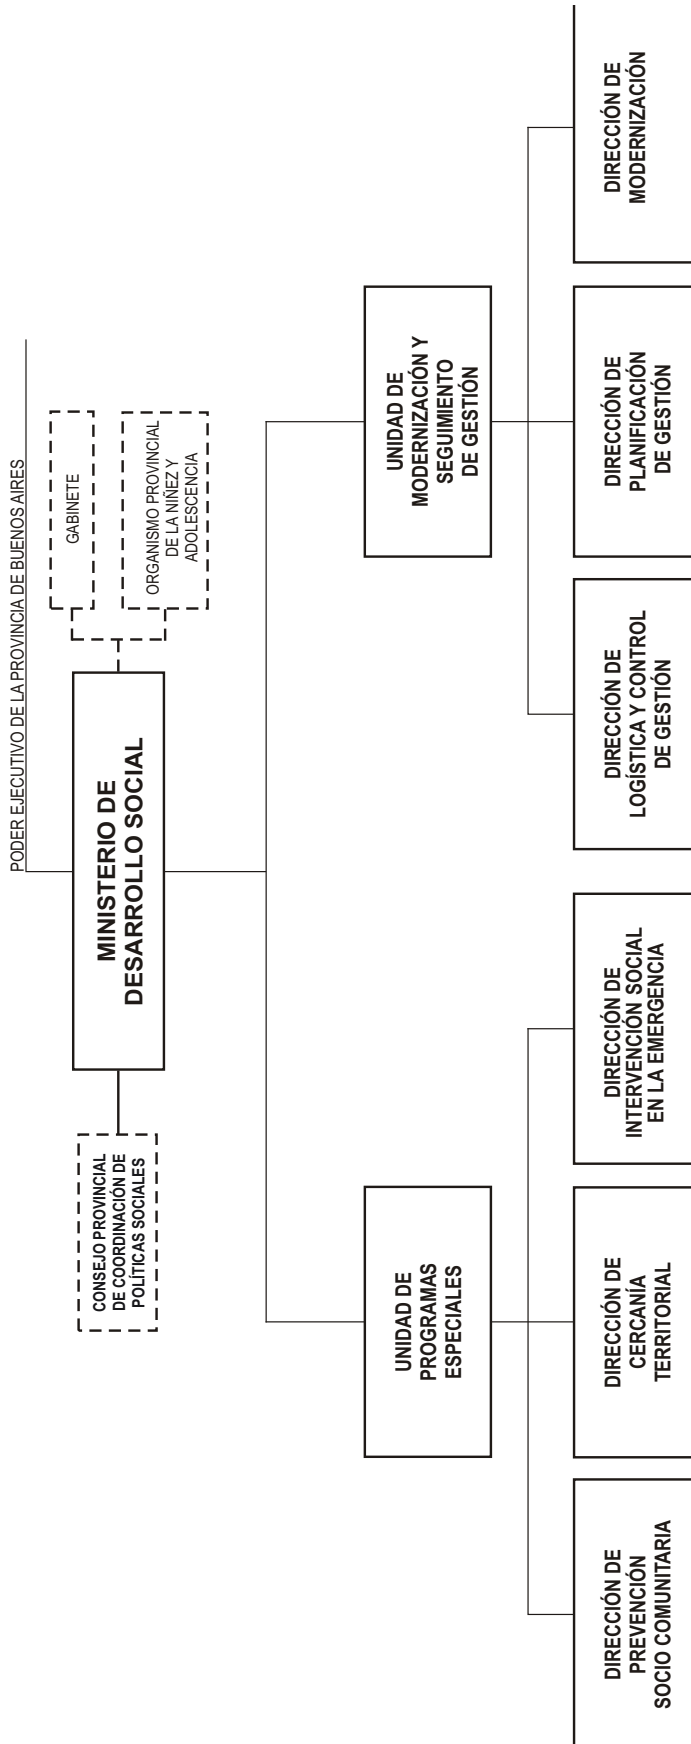 PODER EJECUTIVO DE LA PROVINCIA DE BUENOS AIRES
CONSEJO PROVINCIAL
DE COORDINACIÓN DE
POLÍTICAS SOCIALES
MINISTERIO DE
DESARROLLO SOCIAL
GABINETE
ORGANISMO PROVINCIAL
DE LA NIÑEZ Y
ADOLESCENCIA
UNIDAD DE
PROGRAMAS
ESPECIALES
UNIDAD DE
MODERNIZACIÓN Y
SEGUIMIENTO
DE GESTIÓN
DIRECCIÓN DE
PREVENCIÓN
SOCIO COMUNITARIA
DIRECCIÓN DE
CERCANÍA
TERRITORIAL
DIRECCIÓN DE
INTERVENCIÓN SOCIAL
EN LA EMERGENCIA
DIRECCIÓN DE
LOGÍSTICA Y CONTROL
DE GESTIÓN
DIRECCIÓN DE
PLANIFICACIÓN
DE GESTIÓN
DIRECCIÓN DE
MODERNIZACIÓN